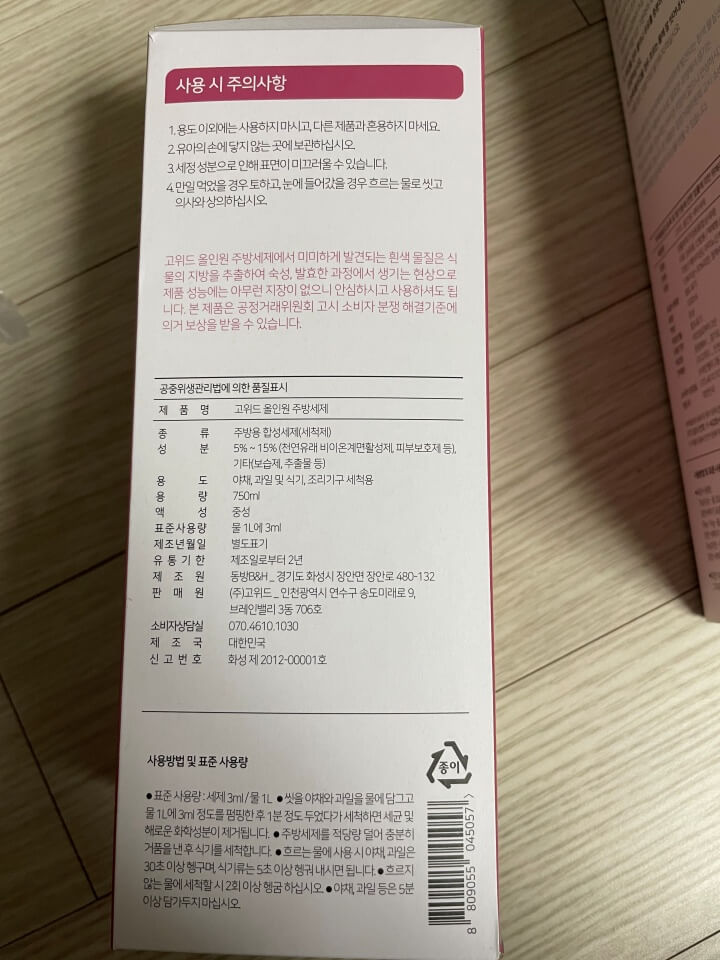 사용 시 주의사항
1. 용도 이외에는 사용하지 마시고, 다른 제품과 혼용하지 마세요.
2. 유아의 손에 닿지 않는 곳에 보관하십시오.
3. 세정 성분으로 인해 표면이 미끄러울 수 있습니다.
4. 만일 먹었을 경우 토하고, 눈에 들어갔을 경우 흐르는 물로 씻고
의사와 상의하십시오.
고위드 올인원 주방세제에서 미미하게 발견되는 흰색 물질은 식
물의 지방을 추출하여 숙성, 발효한 과정에서 생기는 현상으로
제품 성능에는 아무런 지장이 없으니 안심하시고 사용하셔도 됩
니다. 본 제품은 공정거래위원회 고시 소비자 분쟁 해결기준에
의거 보상을 받을 수 있습니다.
공중위생관리법에 의한 품질표시
제 품 명 고위드 올인원 주방세제
종 류 주방용 합성세제(세척제)
성 분 5% ~ 15% (천연유래 비이온계면활성제, 피부보호제 등),
기타(보습제, 추출물 등)
용 도 야채, 과일 및 식기, 조리기구 세척용
용 량 750ml
액 성 중성
표준사용량 물 1L에 3ml
제조년월일 별도표기
유 통 기 한 제조일로부터 2년
제 조 원 동방B&H _ 경기도 화성시 장안면 장안로 480-132
판 매 원 (주)고위드 _ 인천광역시 연수구 송도미래로 9,
브레인밸리 3동 706호
소비자상담실 070.4610.1030
제 조 국 대한민국
신 고 번 호 화성 제 2012-00001호
사용방법 및 표준 사용량
종이
● 표준 사용량 : 세제 3ml / 물 1L ● 씻을 야채와 과일을 물에 담그고
물 1L에 3ml 정도를 펌핑한 후 1분 정도 두었다가 세척하면 세균 및
해로운 화학성분이 제거됩니다. ● 주방세제를 적당량 덜어 충분히
거품을 낸 후 식기를 세척합니다. ● 흐르는 물에 사용 시 야채, 과일은
30초 이상 헹구며, 식기류는 5초 이상 헹궈 내시면 됩니다. ● 흐르지
않는 물에 세척할 시 2회 이상 헹굼 하십시오. ● 야채, 과일 등은 5분
이상 담가두지 마십시오.
8 809055 045057 >